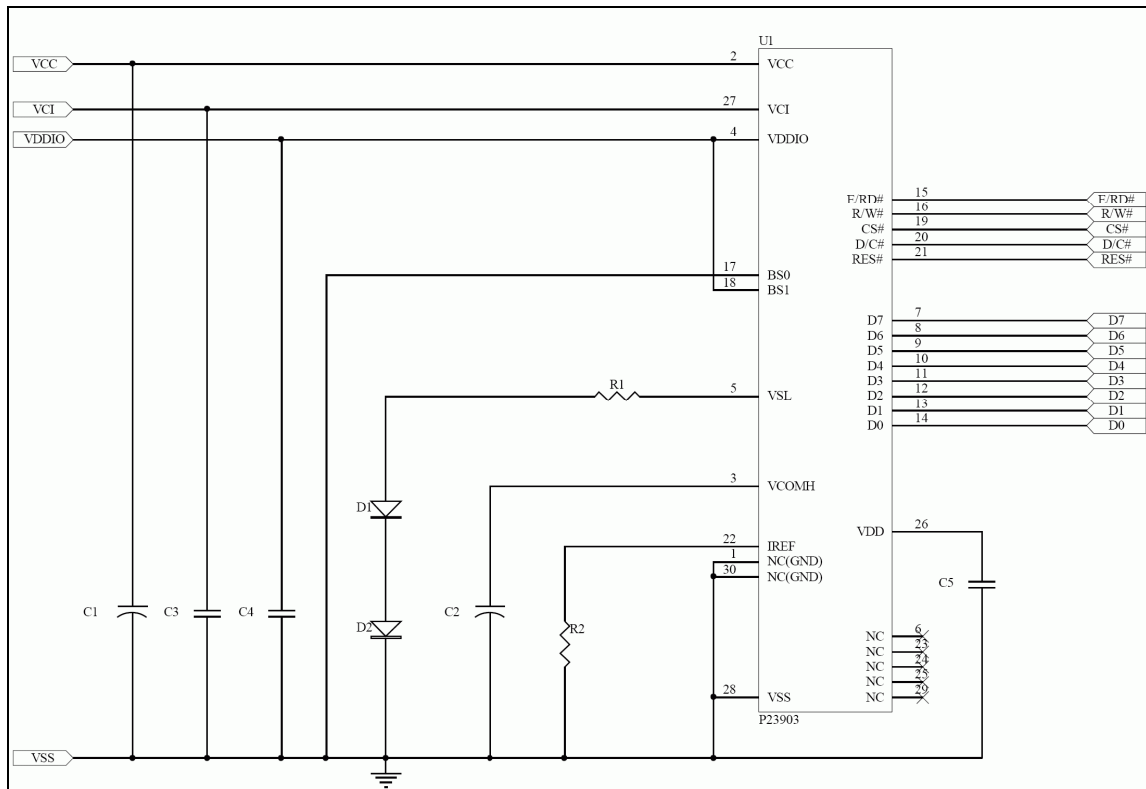 U1
VCC 2 VCC
VCI 27 VCI
VDDIO 4 VDDIO
E/RD# 15 E/RD#
R/W# 16 R/W#
CS# 19 CS#
D/C# 20 D/C#
RES# 21 RES#
17 BS0
18 BS1
D7 7 D7
D6 8 D6
D5 9 D5
D4 10 D4
D3 11 D3
D2 12 D2
D1 13 D1
D0 14 D0
R1 5 VSL
3 VCOMH
D1
VDD 26
22 IREF
1 NC(GND)
30 NC(GND)
C5
C1 C3 C4 D2 C2 R2
NC 6
NC 23
NC 24
NC 25
NC 29
28 VSS
P23903
VSS